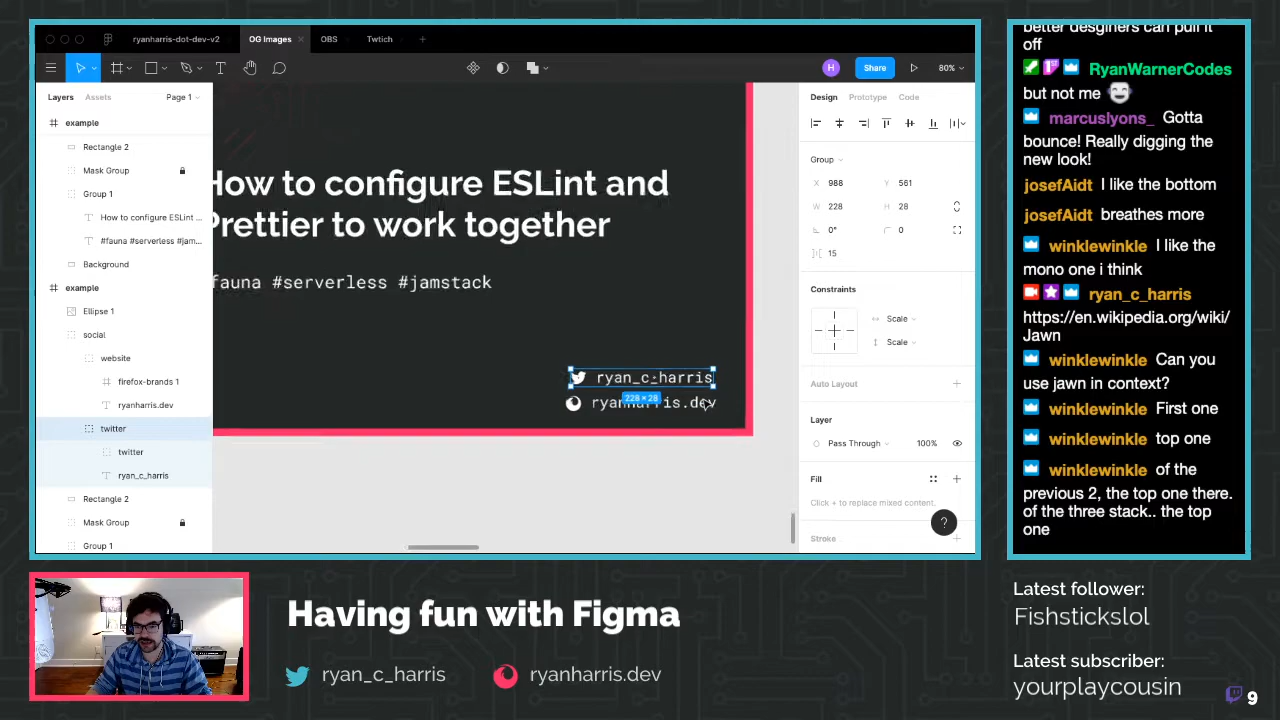 ryanharris-dot-dev-v2
OG Images
OBS
Twtich
H
Share
80%
Layers
Assets
Page 1
example
Rectangle 2
Mask Group
Group 1
How to configure ESLint ...
#fauna #serverless #jam...
Background
example
Ellipse 1
social
website
firefox-brands 1
ryanharris.dev
twitter
twitter
ryan_c_harris
Rectangle 2
Mask Group
Group 1
How to configure ESLint and
Prettier to work together
fauna #serverless #jamstack
ryan_c_harris
228 × 28
ryanharris.dev
Design
Prototype
Code
Group
X 988
Y 561
W 228
H 28
0°
0
15
Constraints
Scale
Scale
Auto Layout
Layer
Pass Through
100%
Fill
Click + to replace mixed content.
Stroke
?
better desginers can pull it
off
RyanWarnerCodes
but not me
marcuslyons_ Gotta
bounce! Really digging the
new look!
josefAidt I like the bottom
josefAidt breathes more
winklewinkle I like the
mono one i think
ryan_c_harris
https://en.wikipedia.org/wiki/
Jawn
winklewinkle Can you
use jawn in context?
winklewinkle First one
winklewinkle top one
winklewinkle of the
previous 2, the top one there.
of the three stack.. the top
one
Having fun with Figma
ryan_c_harris
ryanharris.dev
Latest follower:
Fishstickslol
Latest subscriber:
yourplaycousin
9